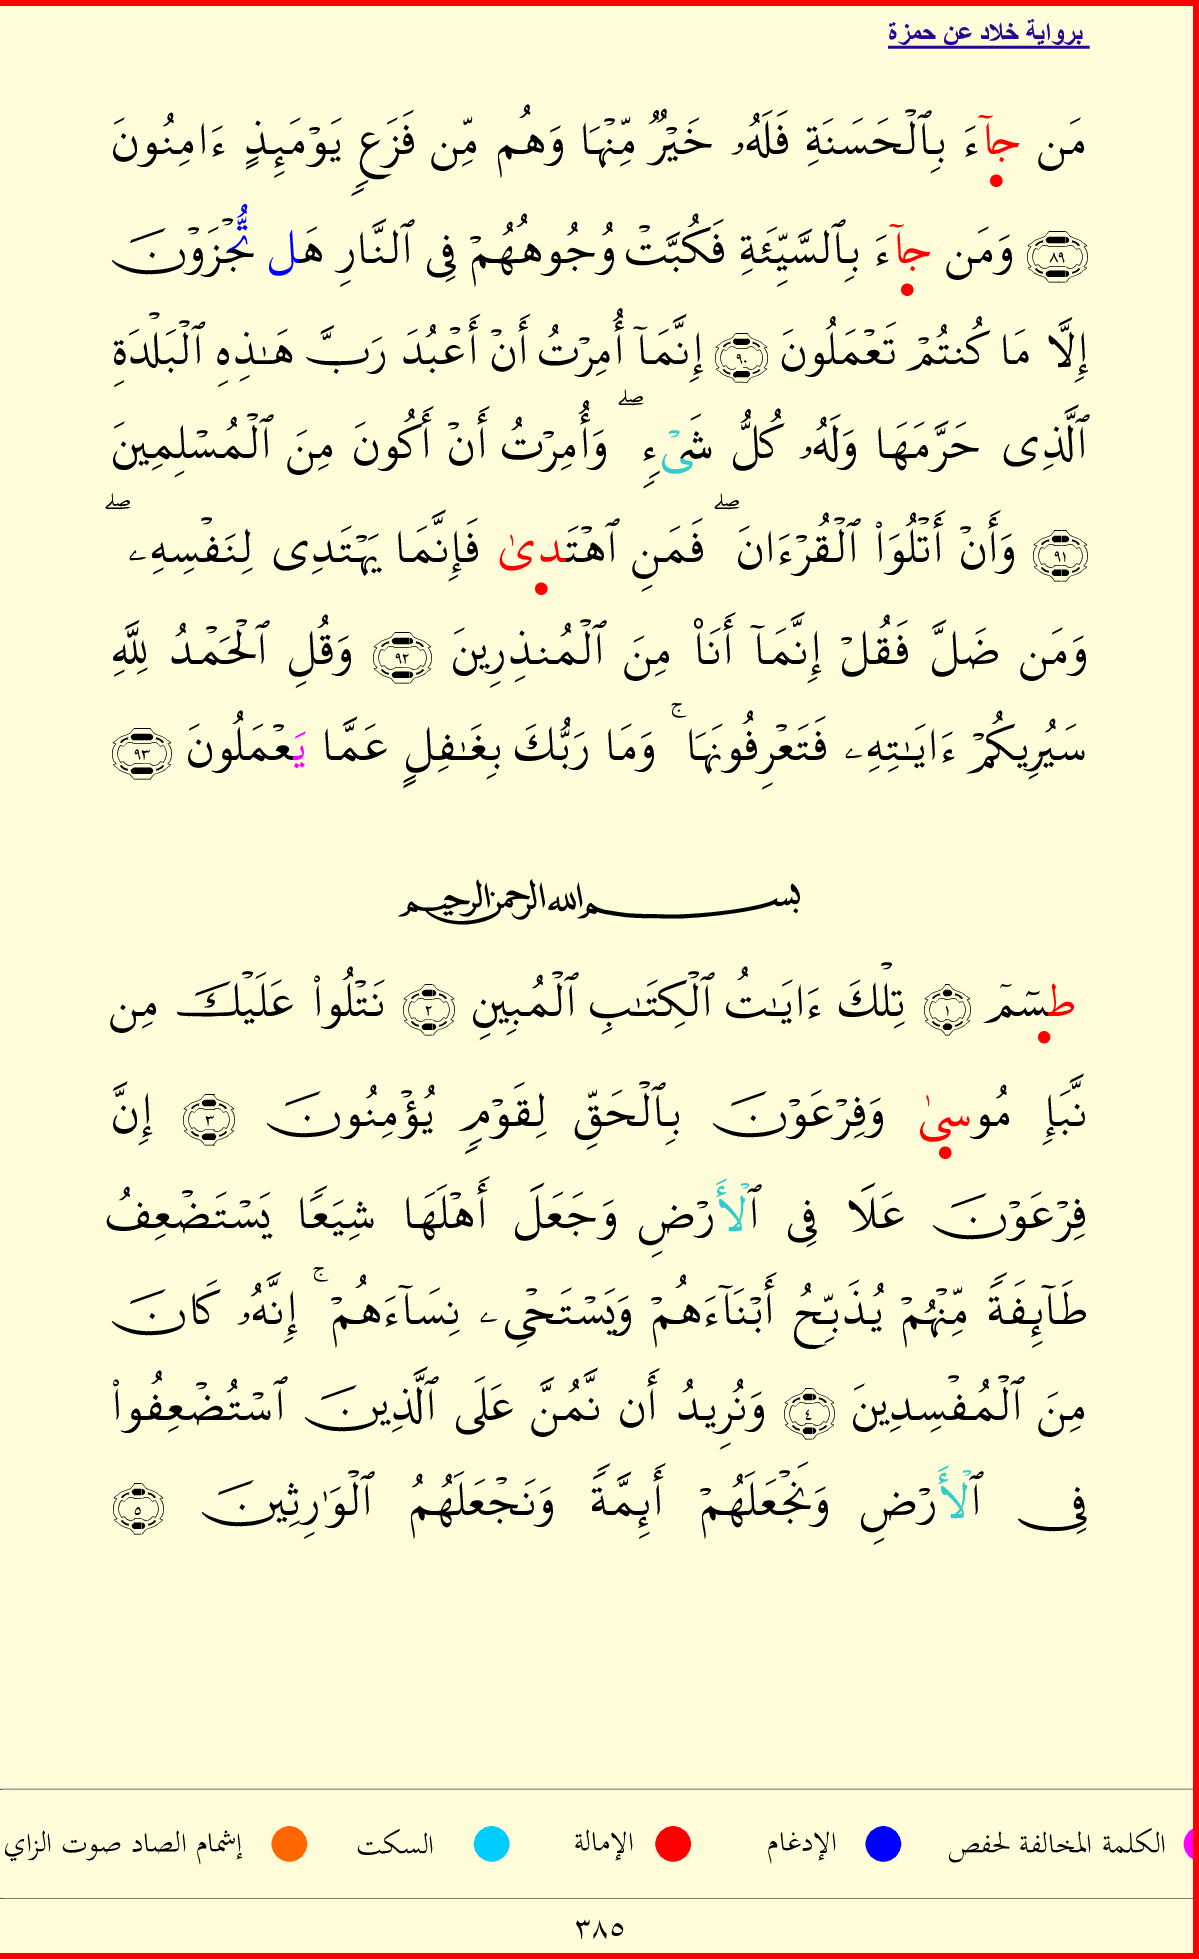 برواية خلاد عن حمزة
مَن جَآءَ بِٱلْحَسَنَةِ فَلَهُۥ خَيْرٌ مِّنْهَا وَهُم مِّن فَزَعٍ يَوْمَئِذٍ ءَامِنُونَ
٨٩ وَمَن جَآءَ بِٱلسَّيِّئَةِ فَكُبَّتْ وُجُوهُهُمْ فِى ٱلنَّارِ هَل تُّجْزَوْنَ
إِلَّا مَا كُنتُمْ تَعْمَلُونَ ٩٠ إِنَّمَآ أُمِرْتُ أَنْ أَعْبُدَ رَبَّ هَـٰذِهِ ٱلْبَلْدَةِ
ٱلَّذِى حَرَّمَهَا وَلَهُۥ كُلُّ شَىْءٍ ۖ وَأُمِرْتُ أَنْ أَكُونَ مِنَ ٱلْمُسْلِمِينَ
٩١ وَأَنْ أَتْلُوَا۟ ٱلْقُرْءَانَ ۖ فَمَنِ ٱهْتَدىٰ فَإِنَّمَا يَهْتَدِى لِنَفْسِهِۦ ۖ
وَمَن ضَلَّ فَقُلْ إِنَّمَآ أَنَا۠ مِنَ ٱلْمُنذِرِينَ ٩٢ وَقُلِ ٱلْحَمْدُ لِلَّهِ
سَيُرِيكُمْ ءَايَـٰتِهِۦ فَتَعْرِفُونَهَا ۚ وَمَا رَبُّكَ بِغَـٰفِلٍ عَمَّا يَعْمَلُونَ ٩٣
بسم الله الرحمن الرحيم
طسٓمٓ ١ تِلْكَ ءَايَـٰتُ ٱلْكِتَـٰبِ ٱلْمُبِينِ ٢ نَتْلُوا۟ عَلَيْكَ مِن
نَّبَإِ مُوسىٰ وَفِرْعَوْنَ بِٱلْحَقِّ لِقَوْمٍ يُؤْمِنُونَ ٣ إِنَّ
فِرْعَوْنَ عَلَا فِى ٱلْأَرْضِ وَجَعَلَ أَهْلَهَا شِيَعًا يَسْتَضْعِفُ
طَآئِفَةً مِّنْهُمْ يُذَبِّحُ أَبْنَآءَهُمْ وَيَسْتَحْىِۦ نِسَآءَهُمْ ۚ إِنَّهُۥ كَانَ
مِنَ ٱلْمُفْسِدِينَ ٤ وَنُرِيدُ أَن نَّمُنَّ عَلَى ٱلَّذِينَ ٱسْتُضْعِفُوا۟
فِى ٱلْأَرْضِ وَنَجْعَلَهُمْ أَئِمَّةً وَنَجْعَلَهُمُ ٱلْوَٰرِثِينَ ٥
الكلمة المخالفة لحفص الإدغام الإمالة السكت إشمام الصاد صوت الزاي
٣٨٥